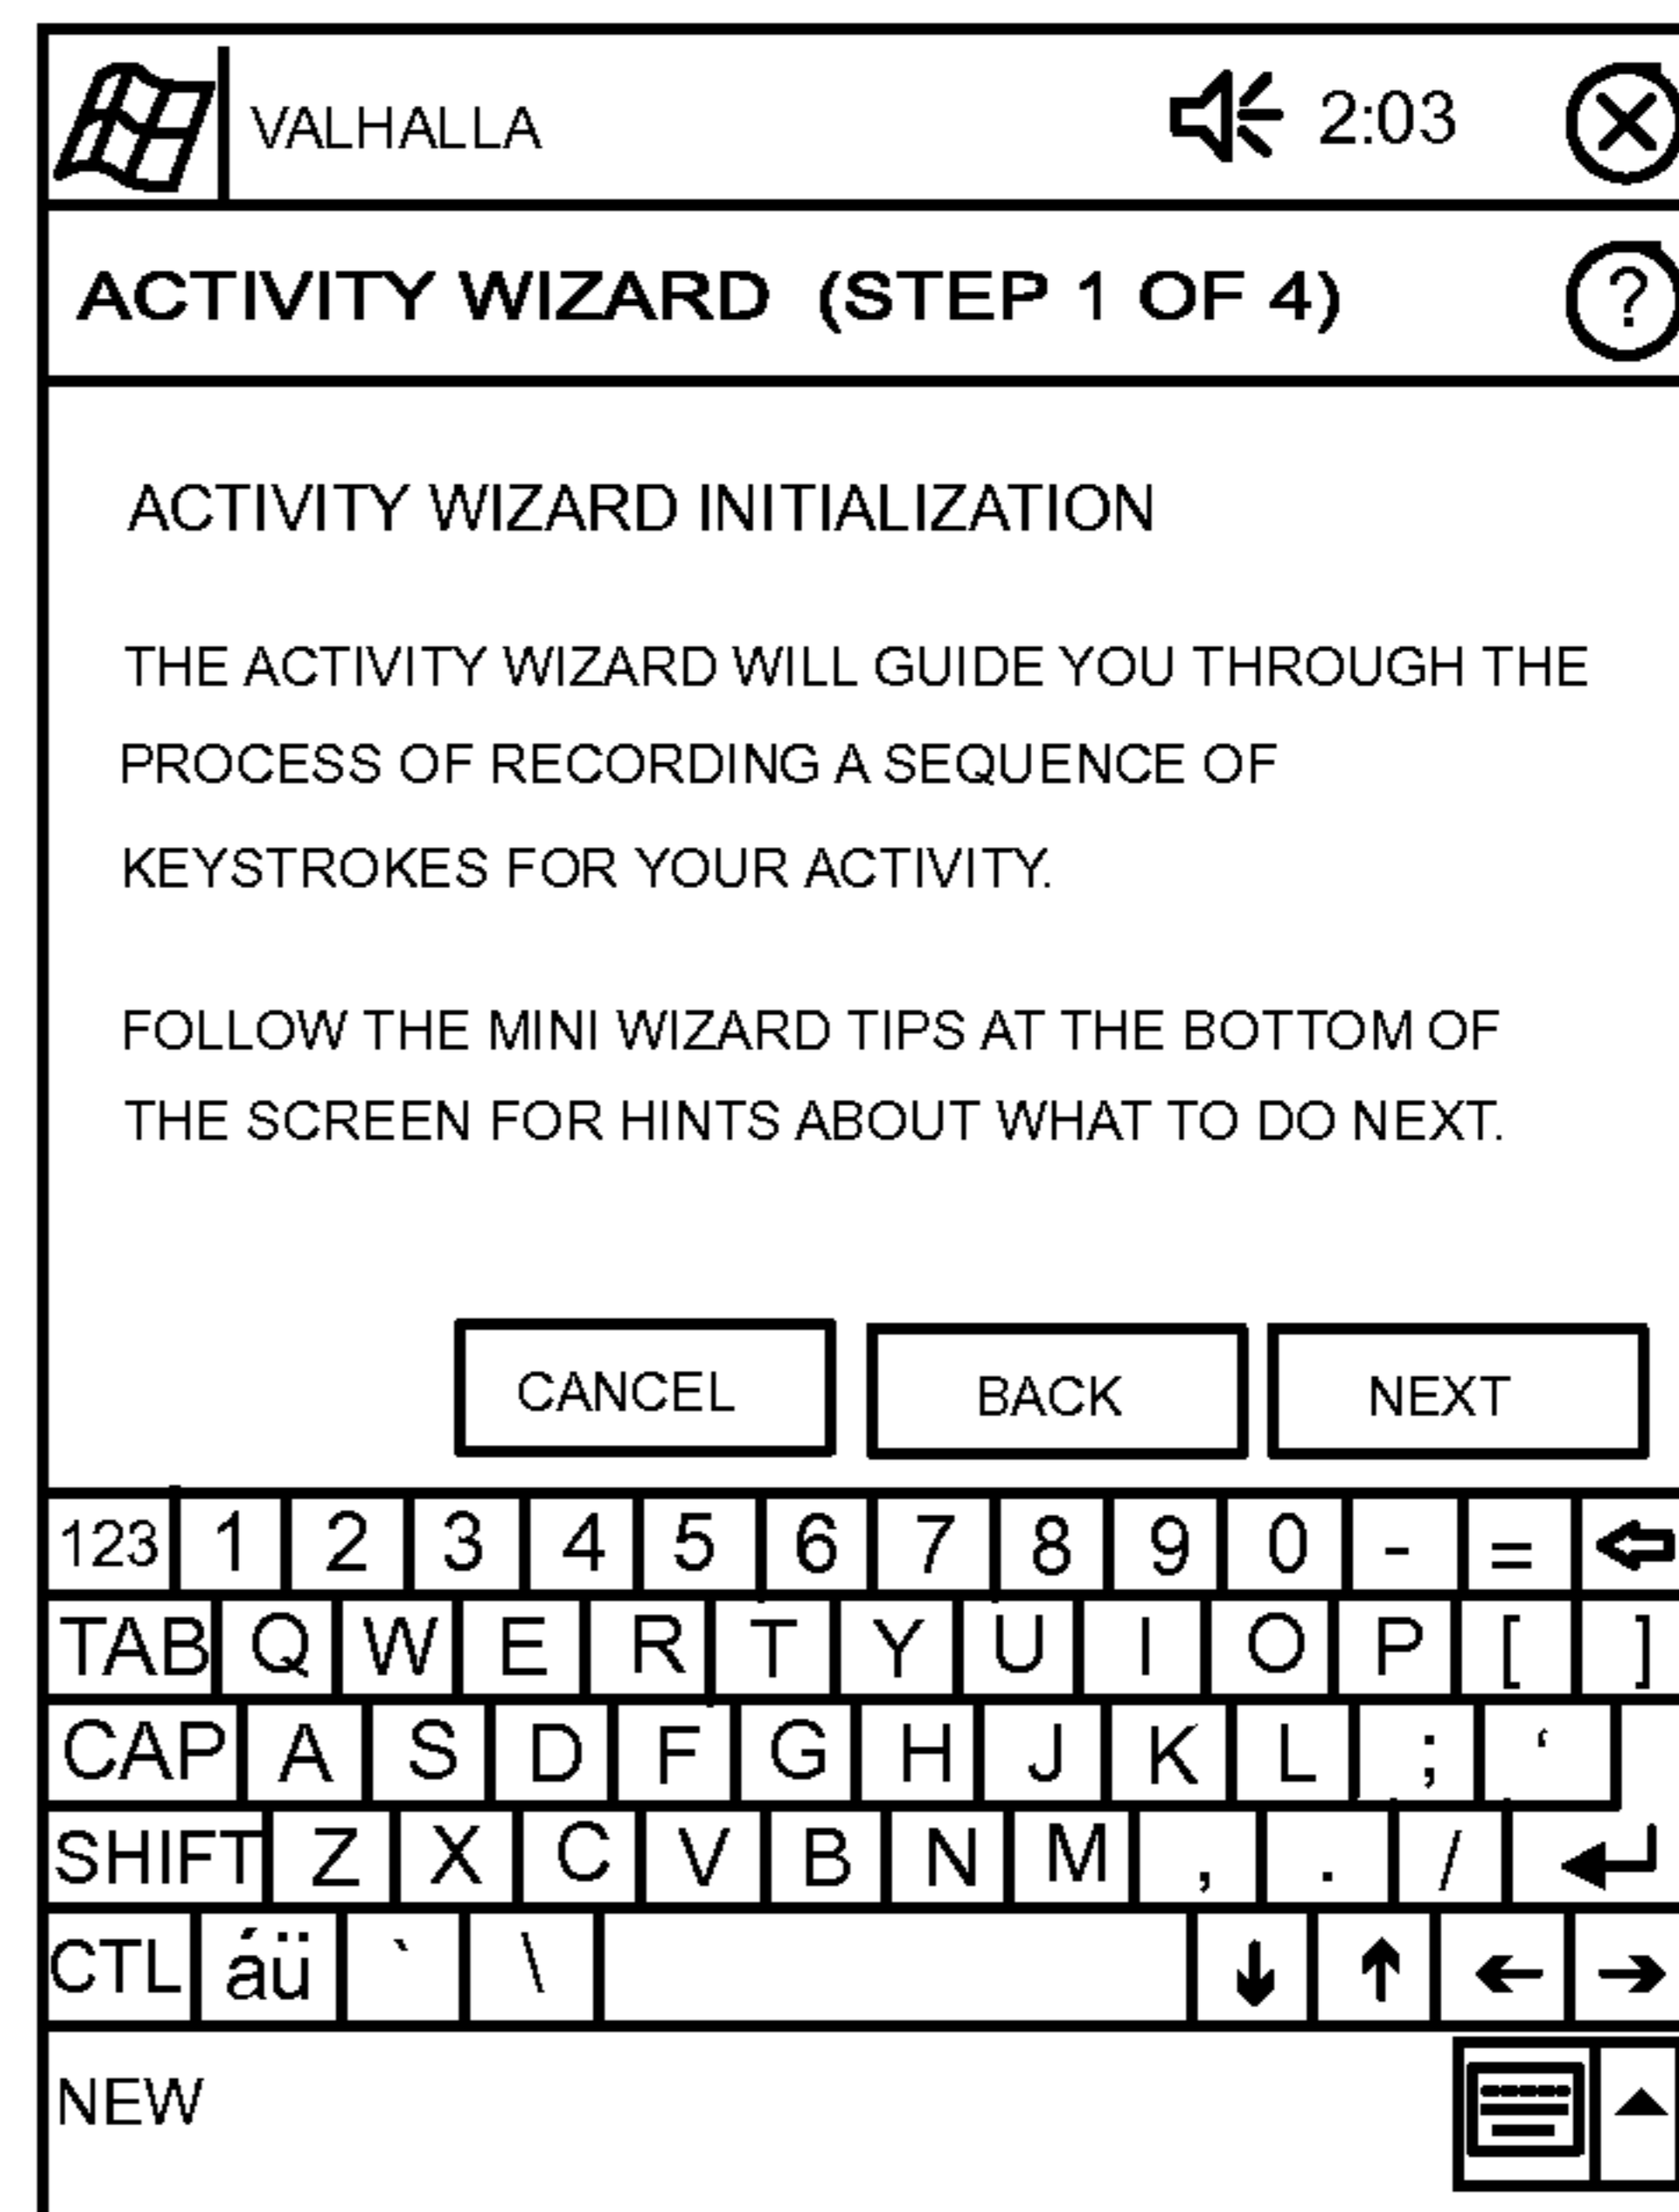 VALHALLA 2:03
ACTIVITY WIZARD (STEP 1 OF 4) ?
ACTIVITY WIZARD INITIALIZATION
THE ACTIVITY WIZARD WILL GUIDE YOU THROUGH THE
PROCESS OF RECORDING A SEQUENCE OF
KEYSTROKES FOR YOUR ACTIVITY.
FOLLOW THE MINI WIZARD TIPS AT THE BOTTOM OF
THE SCREEN FOR HINTS ABOUT WHAT TO DO NEXT.
CANCEL BACK NEXT
123 1 2 3 4 5 6 7 8 9 0 - =
TAB Q W E R T Y U I O P [ ]
CAP A S D F G H J K L ; ‘
SHIFT Z X C V B N M , . /
CTL áü ` \ ↓ ↑ ← →
NEW